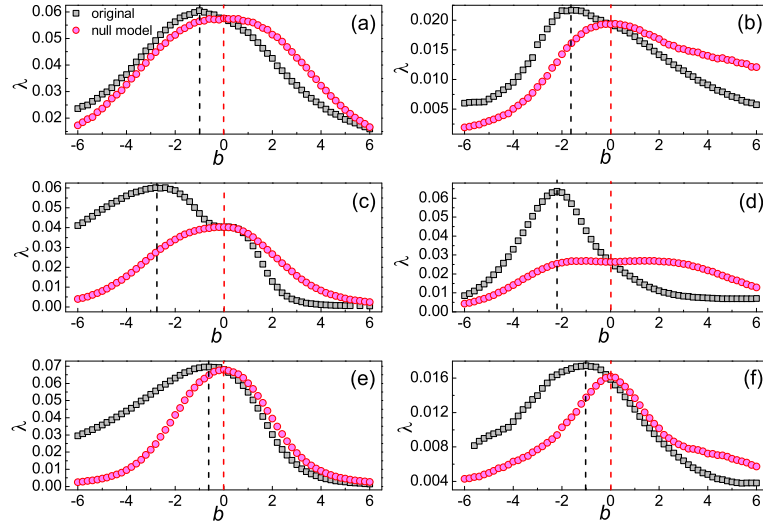 original
null model
(a)
0.06
0.05
0.04
0.03
0.02
λ
-6 -4 -2 0 2 4 6
b
(b)
0.020
0.015
0.010
0.005
λ
-6 -4 -2 0 2 4 6
b
(c)
0.06
0.05
0.04
0.03
0.02
0.01
0.00
λ
-6 -4 -2 0 2 4 6
b
(d)
0.06
0.05
0.04
0.03
0.02
0.01
0.00
λ
-6 -4 -2 0 2 4 6
b
(e)
0.07
0.06
0.05
0.04
0.03
0.02
0.01
0.00
λ
-6 -4 -2 0 2 4 6
b
(f)
0.016
0.012
0.008
0.004
λ
-6 -4 -2 0 2 4 6
b